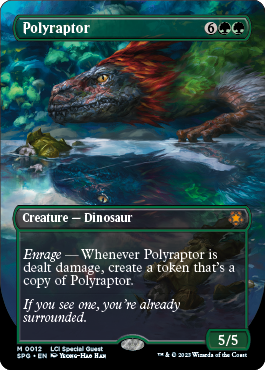 Polyraptor 6
Creature — Dinosaur
Enrage — Whenever Polyraptor is
dealt damage, create a token that's a
copy of Polyraptor.
If you see one, you're already
surrounded.
5/5
M 0012 LCI Special Guest
SPG • EN Yeong-Hao Han
™ & © 2023 Wizards of the Coast